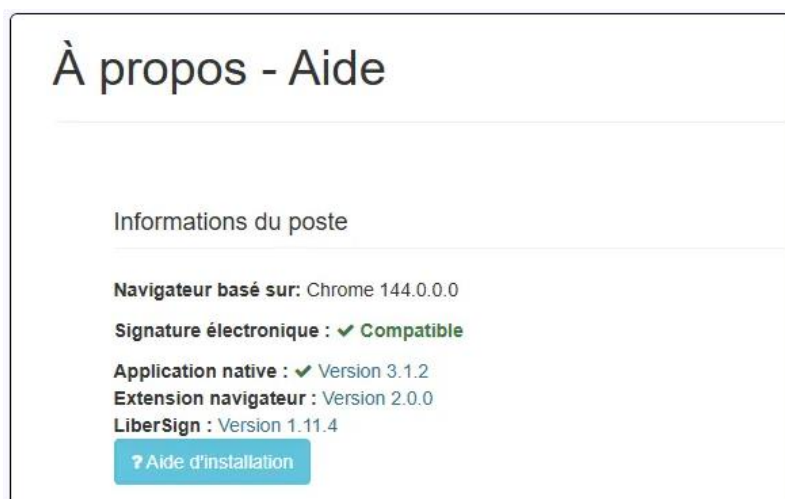 À propos - Aide
Informations du poste
Navigateur basé sur: Chrome 144.0.0.0
Signature électronique : ✔ Compatible
Application native : ✔ Version 3.1.2
Extension navigateur : Version 2.0.0
LiberSign : Version 1.11.4
? Aide d'installation